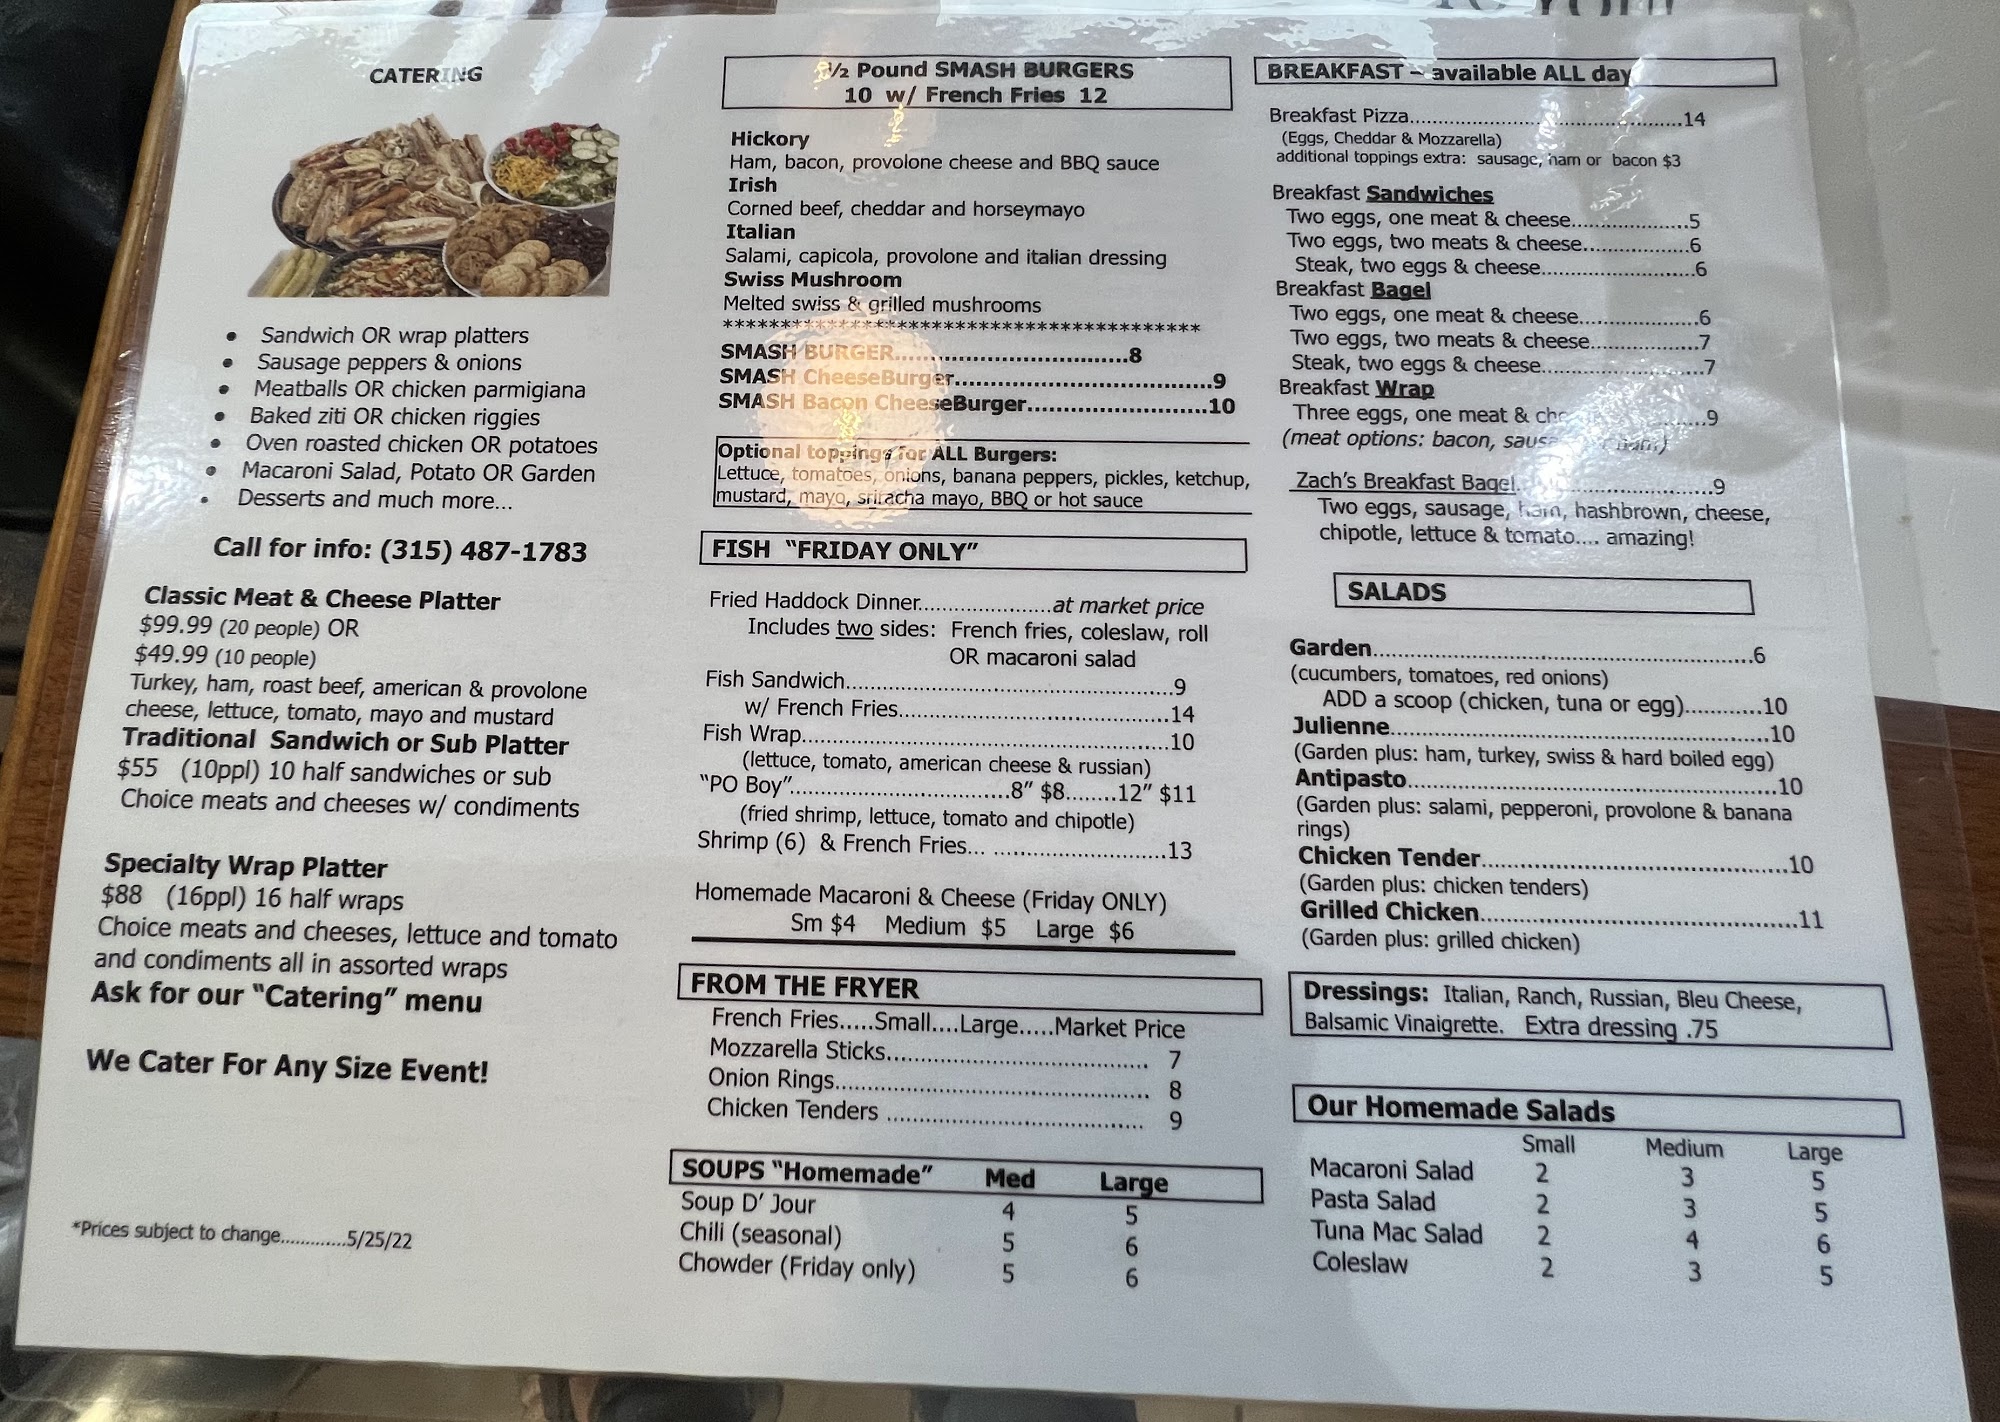 TO YOU!
CATERING
• Sandwich OR wrap platters
• Sausage peppers & onions
• Meatballs OR chicken parmigiana
• Baked ziti OR chicken riggies
• Oven roasted chicken OR potatoes
• Macaroni Salad, Potato OR Garden
• Desserts and much more...
Call for info: (315) 487-1783
Classic Meat & Cheese Platter
$99.99 (20 people) OR
$49.99 (10 people)
Turkey, ham, roast beef, american & provolone
cheese, lettuce, tomato, mayo and mustard
Traditional Sandwich or Sub Platter
$55 (10ppl) 10 half sandwiches or sub
Choice meats and cheeses w/ condiments
Specialty Wrap Platter
$88 (16ppl) 16 half wraps
Choice meats and cheeses, lettuce and tomato
and condiments all in assorted wraps
Ask for our "Catering" menu
We Cater For Any Size Event!
*Prices subject to change.............5/25/22
½ Pound SMASH BURGERS
10 w/ French Fries 12
Hickory
Ham, bacon, provolone cheese and BBQ sauce
Irish
Corned beef, cheddar and horseymayo
Italian
Salami, capicola, provolone and italian dressing
Swiss Mushroom
Melted swiss & grilled mushrooms
******************************************
SMASH BURGER................................8
SMASH CheeseBurger...................................9
SMASH Bacon CheeseBurger.........................10
Optional toppings for ALL Burgers:
Lettuce, tomatoes, onions, banana peppers, pickles, ketchup,
mustard, mayo, sriracha mayo, BBQ or hot sauce
FISH "FRIDAY ONLY"
Fried Haddock Dinner......................at market price
Includes two sides: French fries, coleslaw, roll
OR macaroni salad
Fish Sandwich.............................................9
w/ French Fries.....................................14
Fish Wrap..................................................10
(lettuce, tomato, american cheese & russian)
"PO Boy"..............................8" $8........12" $11
(fried shrimp, lettuce, tomato and chipotle)
Shrimp (6) & French Fries... ........................13
Homemade Macaroni & Cheese (Friday ONLY)
Sm $4 Medium $5 Large $6
FROM THE FRYER
French Fries.....Small....Large.....Market Price
Mozzarella Sticks.................................... 7
Onion Rings........................................... 8
Chicken Tenders ................................... 9
SOUPS "Homemade" Med Large
Soup D' Jour 4 5
Chili (seasonal) 5 6
Chowder (Friday only) 5 6
BREAKFAST – available ALL day
Breakfast Pizza.......................................14
(Eggs, Cheddar & Mozzarella)
additional toppings extra: sausage, ham or bacon $3
Breakfast Sandwiches
Two eggs, one meat & cheese..................5
Two eggs, two meats & cheese................6
Steak, two eggs & cheese.......................6
Breakfast Bagel
Two eggs, one meat & cheese..................6
Two eggs, two meats & cheese................7
Steak, two eggs & cheese.......................7
Breakfast Wrap
Three eggs, one meat & .......9
(meat options: bacon, ham)
Zach's Breakfast Bagel.............................9
Two eggs, sausage, ham, hashbrown, cheese,
chipotle, lettuce & tomato.... amazing!
SALADS
Garden.....................................................6
(cucumbers, tomatoes, red onions)
ADD a scoop (chicken, tuna or egg)...........10
Julienne....................................................10
(Garden plus: ham, turkey, swiss & hard boiled egg)
Antipasto..................................................10
(Garden plus: salami, pepperoni, provolone & banana
rings)
Chicken Tender..........................................10
(Garden plus: chicken tenders)
Grilled Chicken...........................................11
(Garden plus: grilled chicken)
Dressings: Italian, Ranch, Russian, Bleu Cheese,
Balsamic Vinaigrette. Extra dressing .75
Our Homemade Salads
Small Medium Large
Macaroni Salad 2 3 5
Pasta Salad 2 3 5
Tuna Mac Salad 2 4 6
Coleslaw 2 3 5